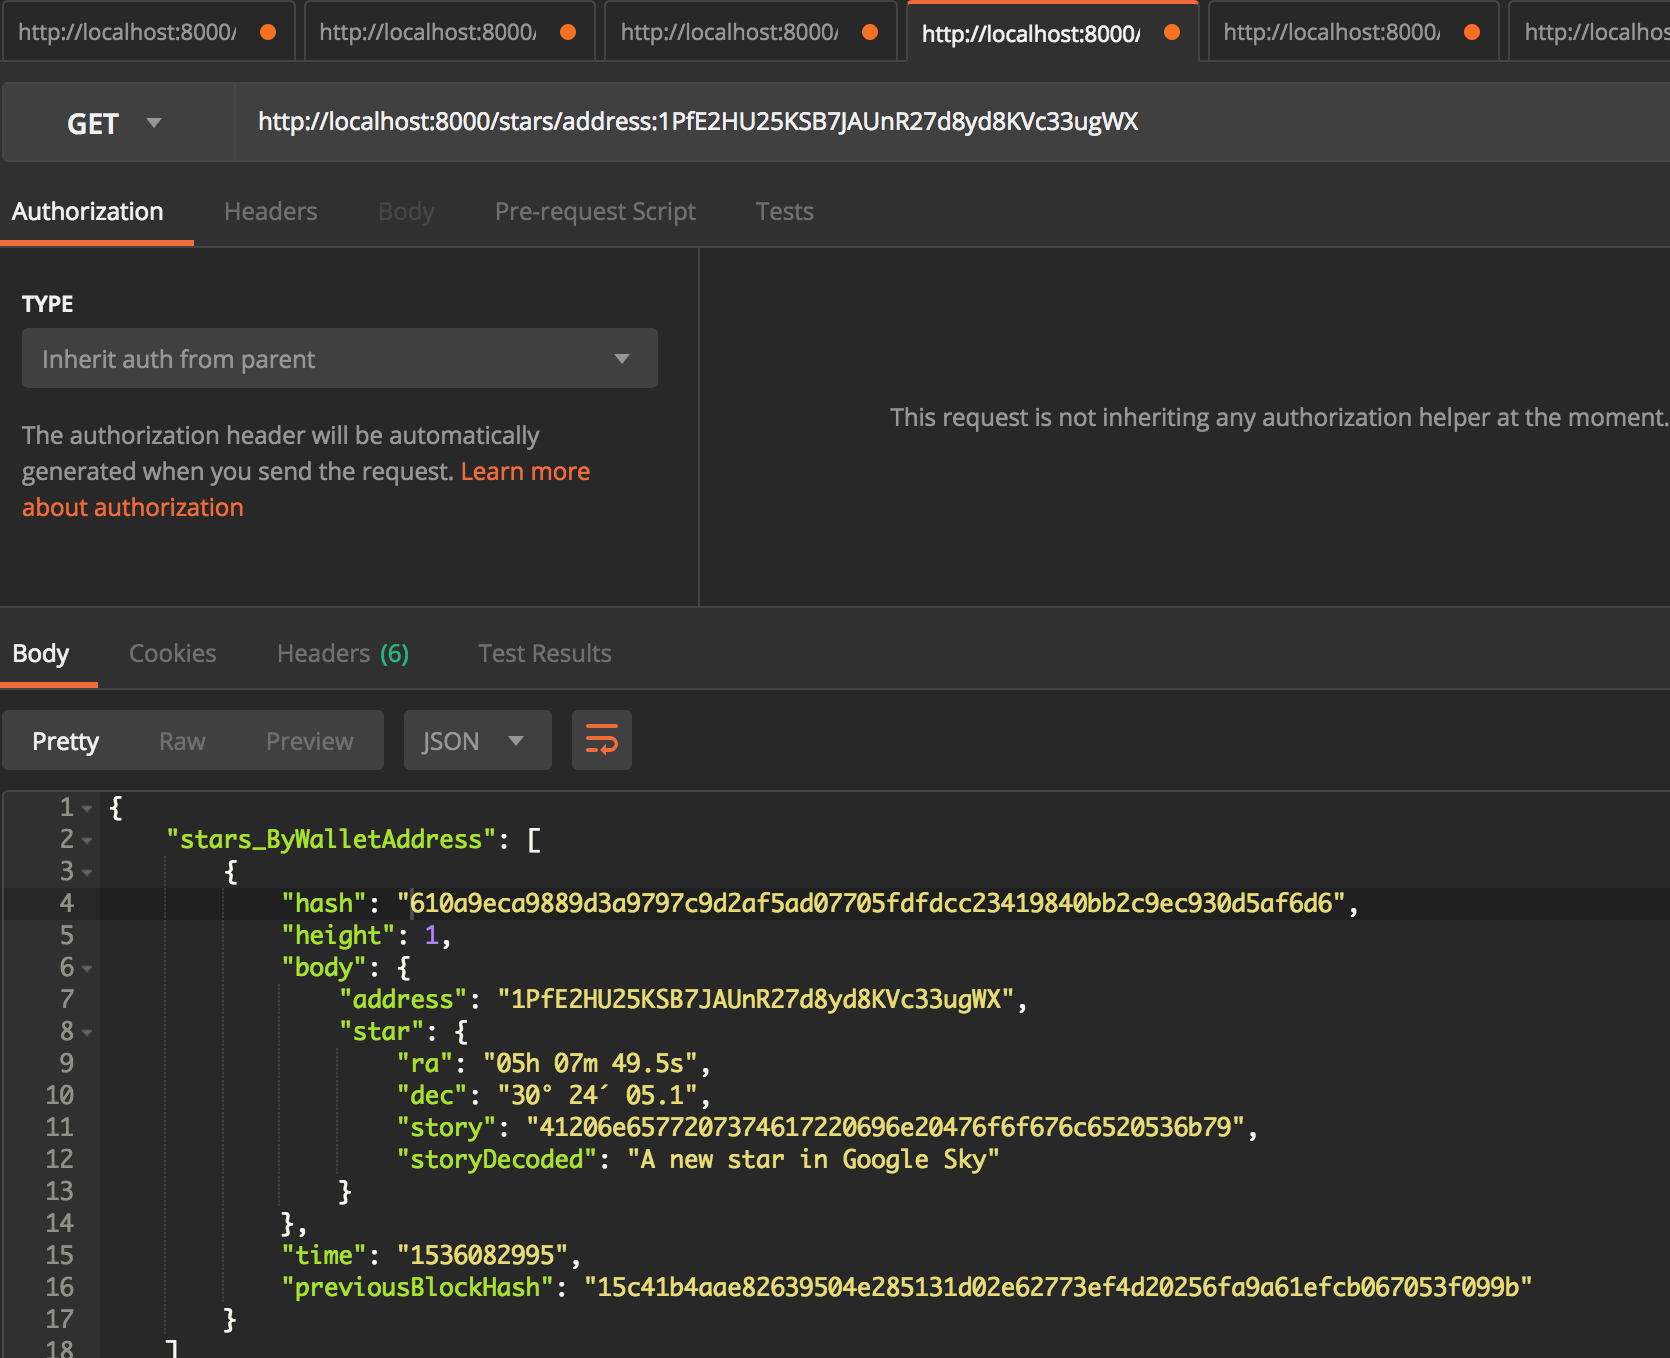 http://localhost:8000/ http://localhost:8000/ http://localhost:8000/ http://localhost:8000/ http://localhost:8000/ http://localhos
GET http://localhost:8000/stars/address:1PfE2HU25KSB7JAUnR27d8yd8KVc33ugWX
Authorization Headers Body Pre-request Script Tests
TYPE
Inherit auth from parent
The authorization header will be automatically
generated when you send the request. Learn more
about authorization
This request is not inheriting any authorization helper at the moment.
Body Cookies Headers (6) Test Results
Pretty Raw Preview JSON
1 {
2 "stars_ByWalletAddress": [
3 {
4 "hash": "610a9eca9889d3a9797c9d2af5ad07705fdfdcc23419840bb2c9ec930d5af6d6",
5 "height": 1,
6 "body": {
7 "address": "1PfE2HU25KSB7JAUnR27d8yd8KVc33ugWX",
8 "star": {
9 "ra": "05h 07m 49.5s",
10 "dec": "30° 24´ 05.1",
11 "story": "41206e6577207374617220696e20476f6f676c6520536b79",
12 "storyDecoded": "A new star in Google Sky"
13 }
14 },
15 "time": "1536082995",
16 "previousBlockHash": "15c41b4aae82639504e285131d02e62773ef4d20256fa9a61efcb067053f099b"
17 }
18 ]